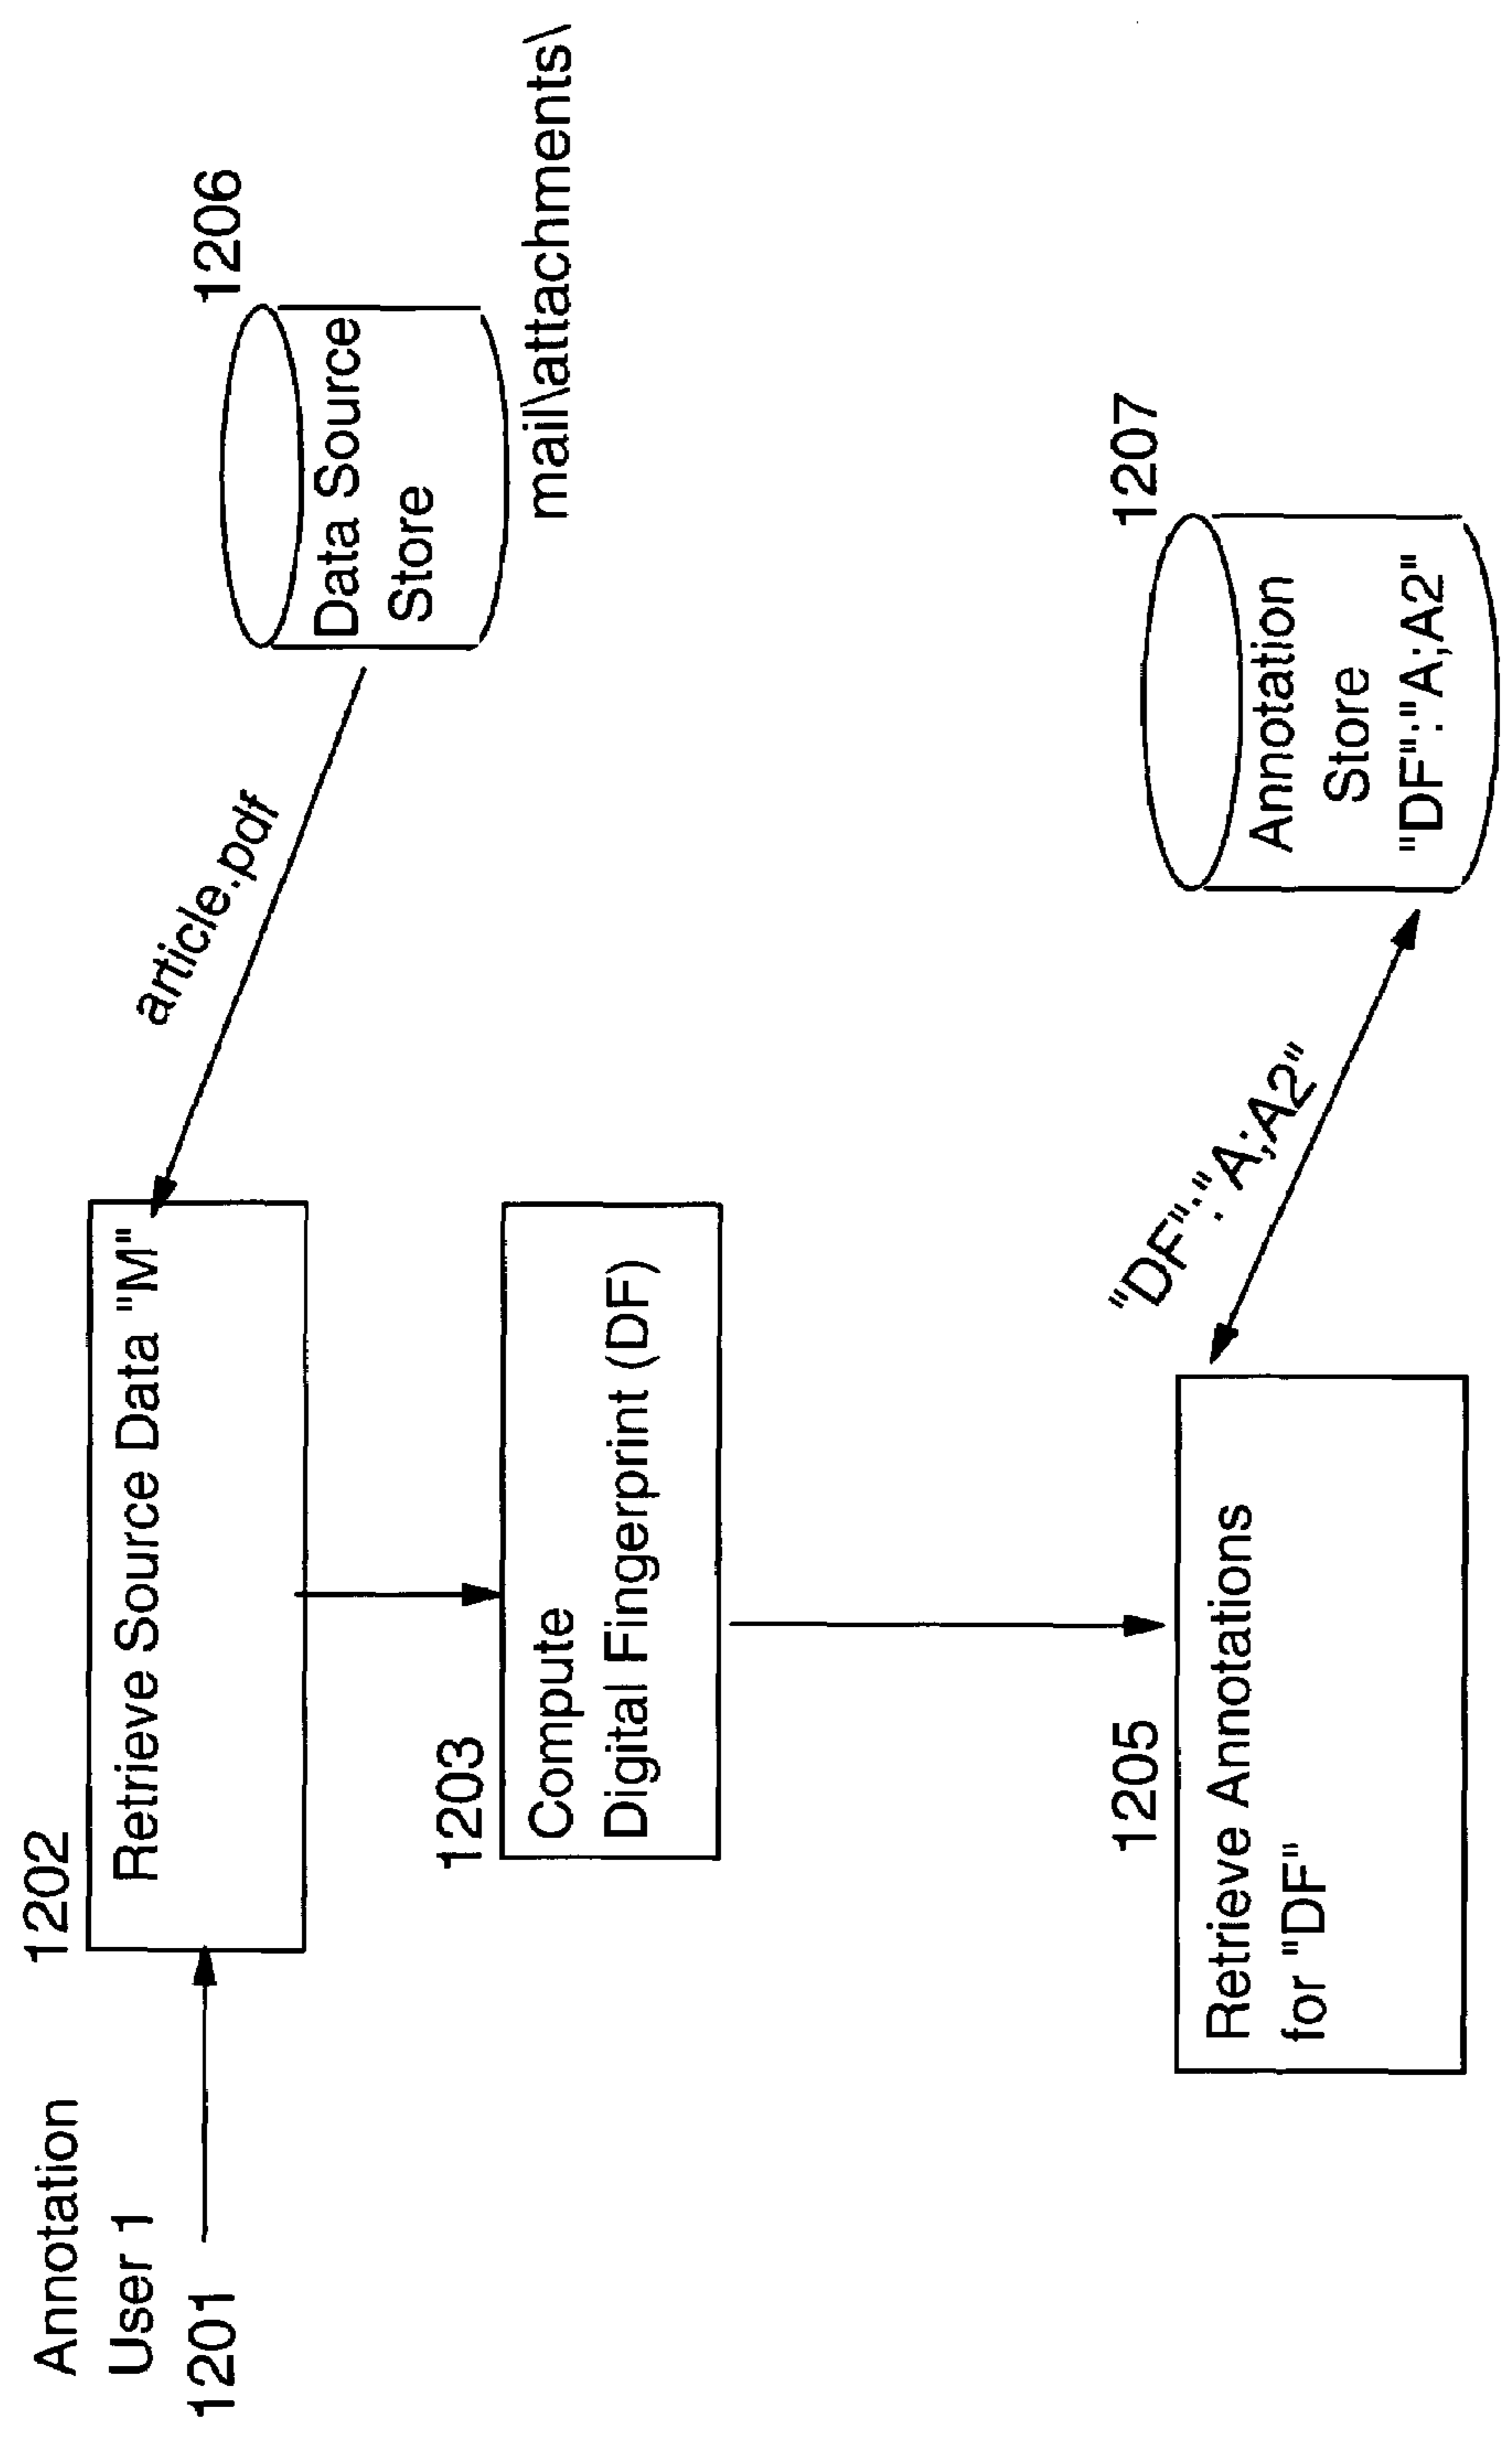 Annotation
User 1
1201
1202
Retrieve Source Data "M"
article.pdf
1206
Data Source
Store
mail\attachments\
1203
Compute
Digital Fingerprint (DF)
1205
Retrieve Annotations
for "DF"
"DF":"A;A2"
1207
Annotation
Store
"DF":"A;A2"